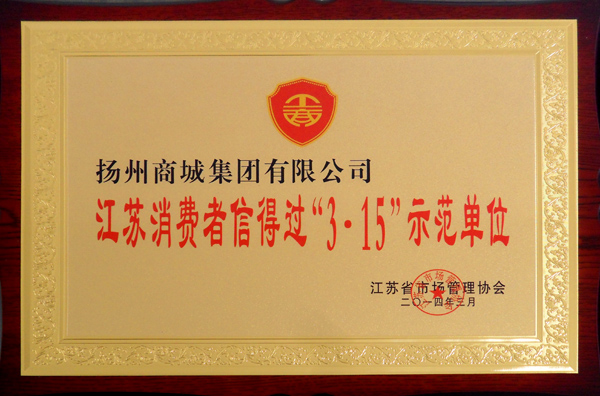 扬州商城集团有限公司
江苏消费者信得过“3·15”示范单位
江苏省市场管理协会
二〇一四年三月